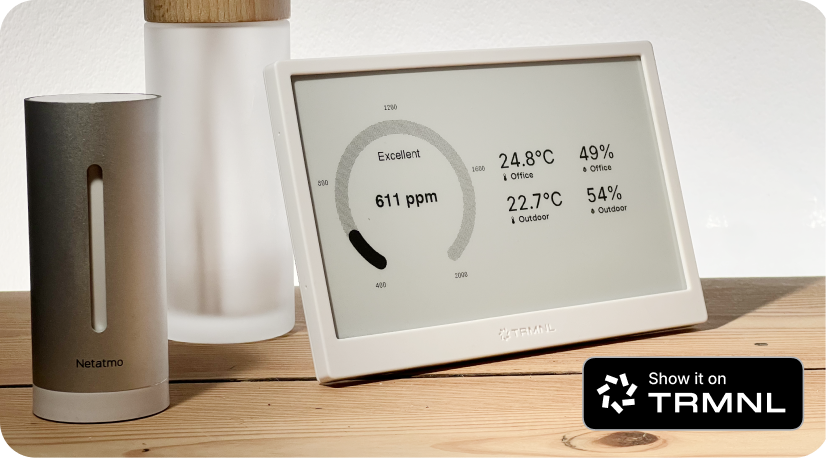 1200
Excellent
800
1600
611 ppm
400
2000
24.8°C
Office
49%
Office
22.7°C
Outdoor
54%
Outdoor
TRMNL
Netatmo
Show it on
TRMNL